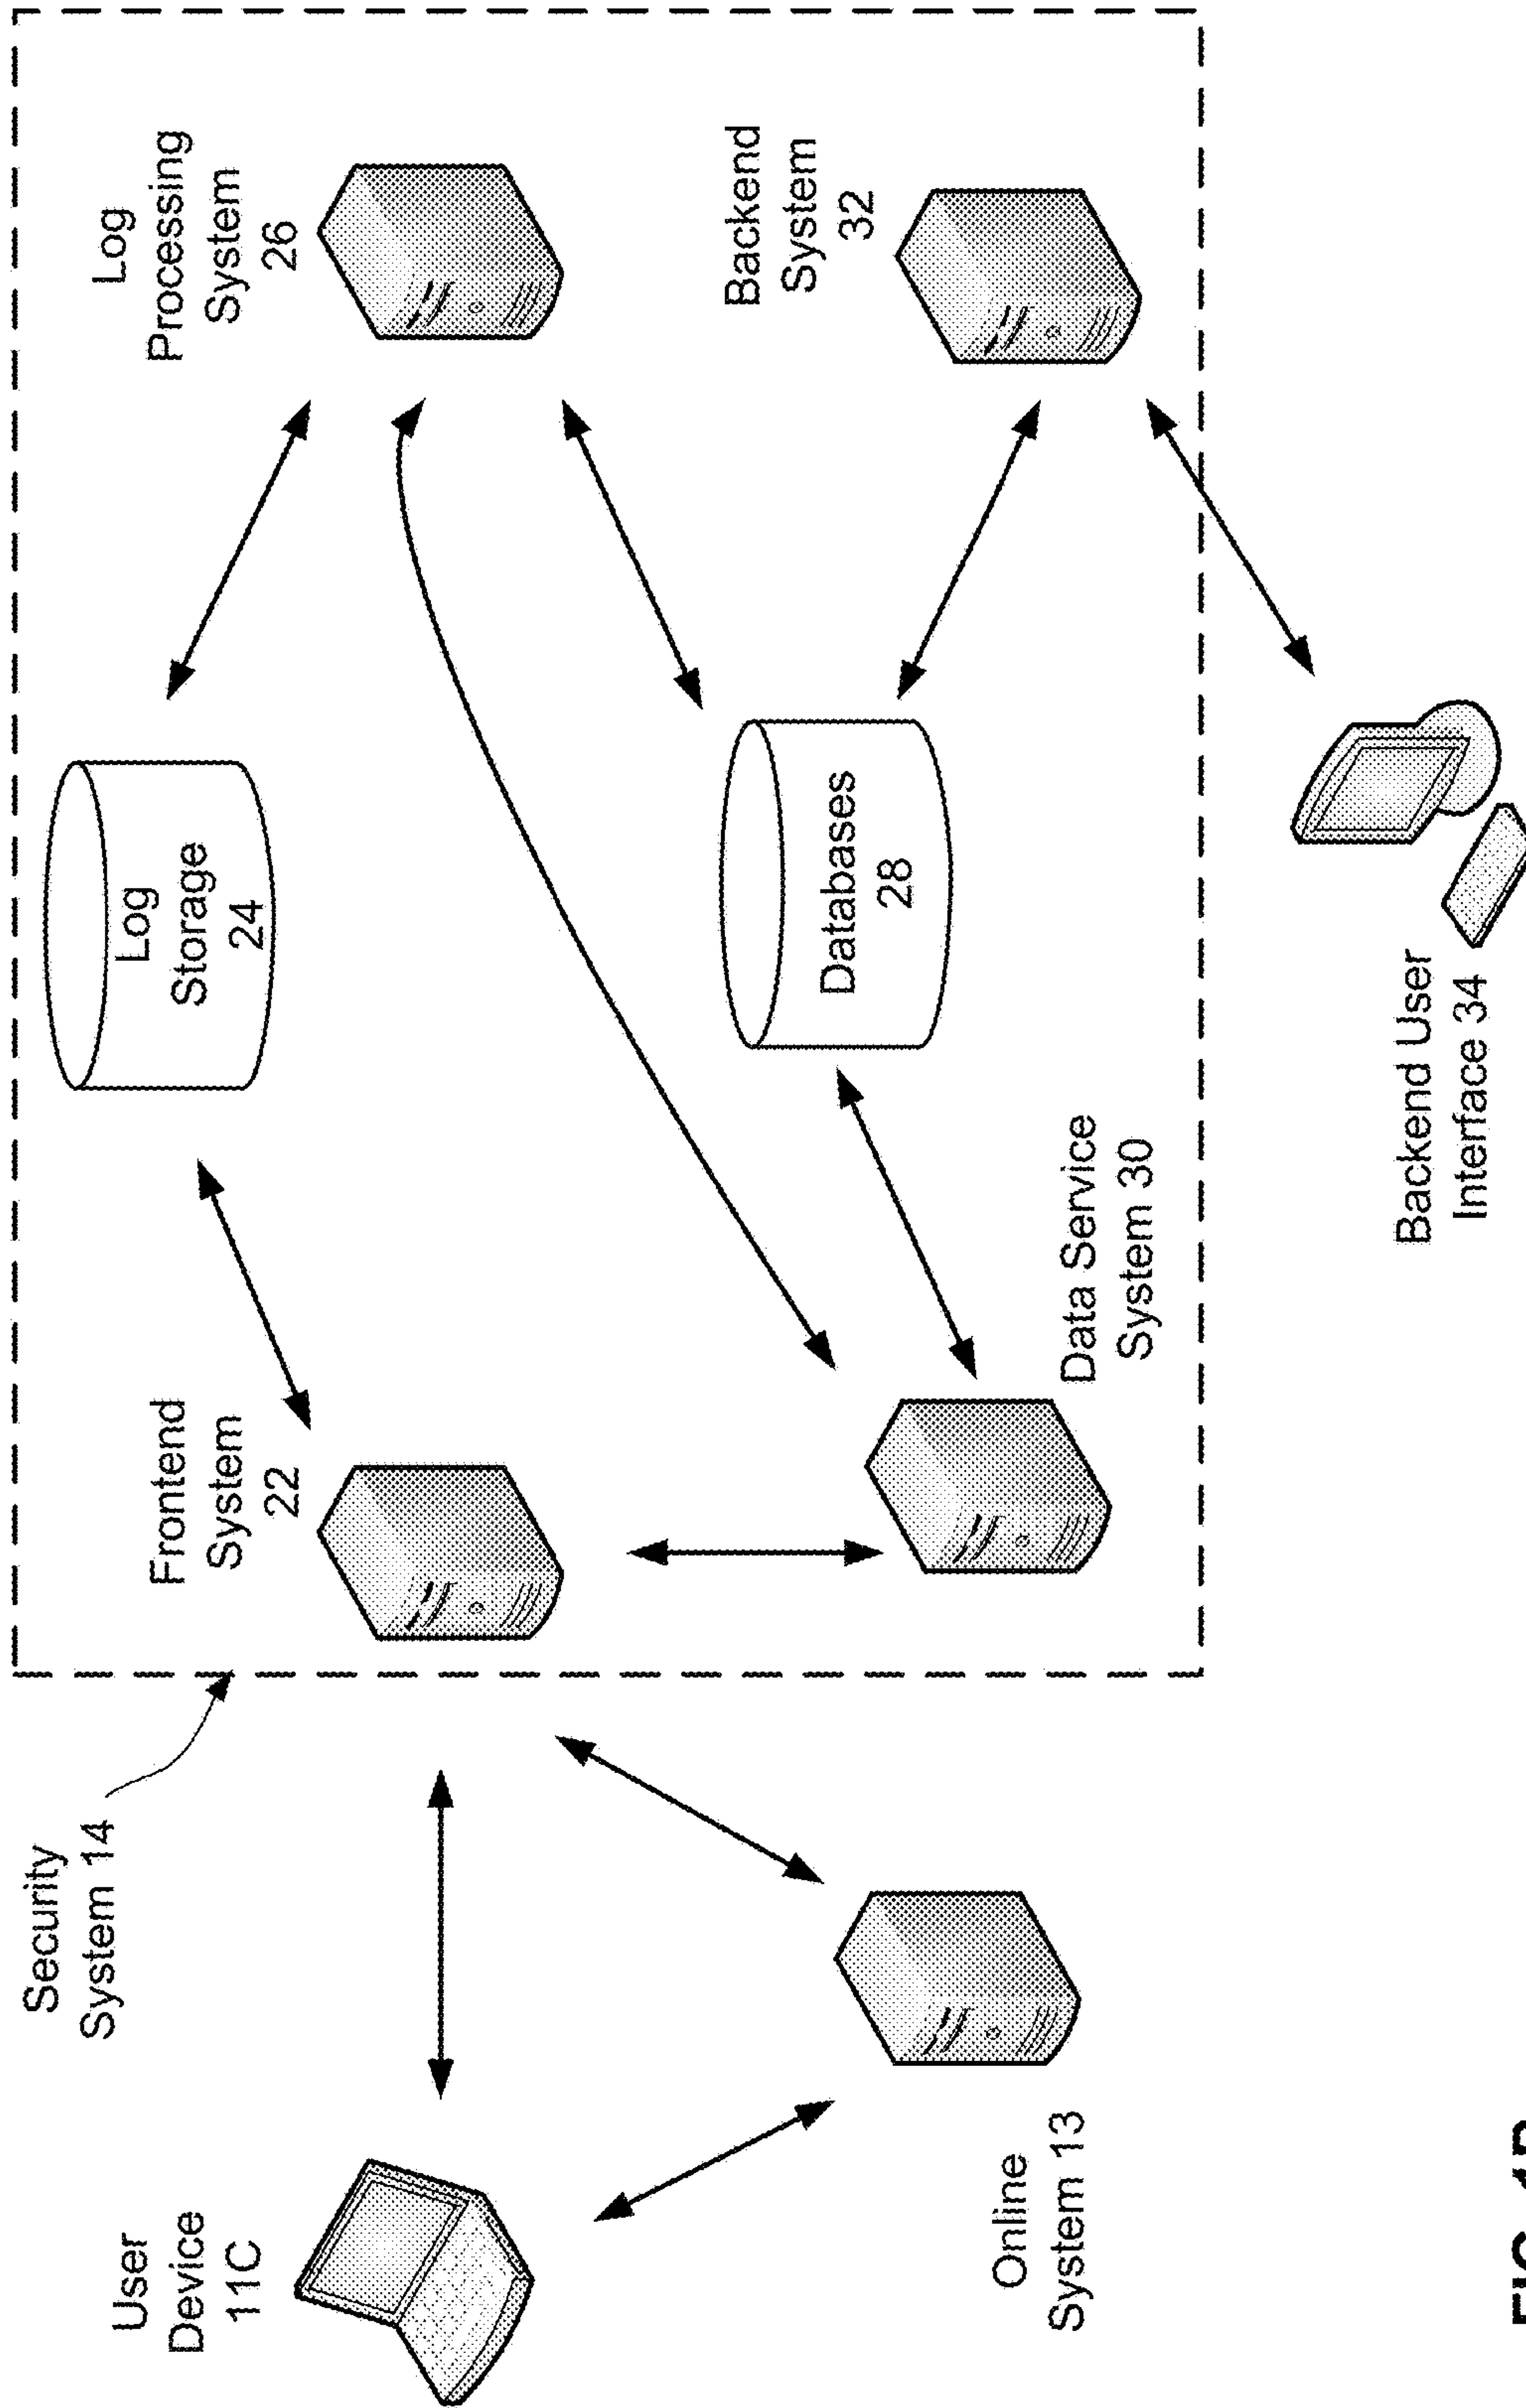 User
Device
11C
Security
System 14
Online
System 13
Frontend
System
22
Log
Storage
24
Log
Processing
System
26
Data Service
System 30
Databases
28
Backend
System
32
Backend User
Interface 34